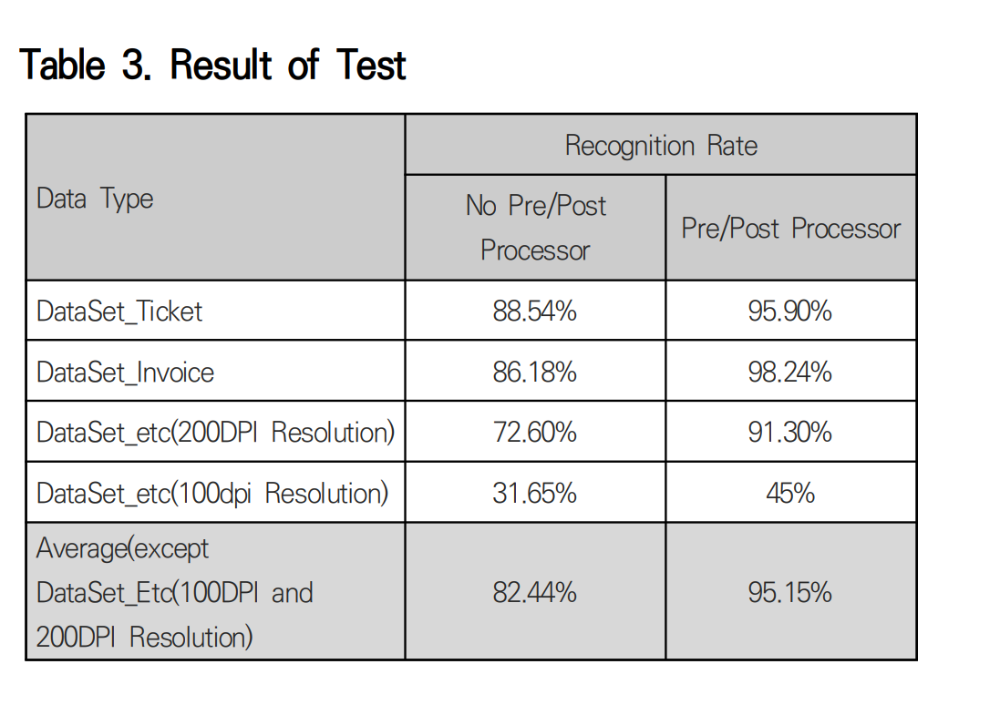 Table 3. Result of Test
Data Type
Recognition Rate
No Pre/Post
Processor
Pre/Post Processor
DataSet_Ticket 88.54% 95.90%
DataSet_Invoice 86.18% 98.24%
DataSet_etc(200DPI Resolution) 72.60% 91.30%
DataSet_etc(100dpi Resolution) 31.65% 45%
Average(except
DataSet_Etc(100DPI and
200DPI Resolution)
82.44% 95.15%